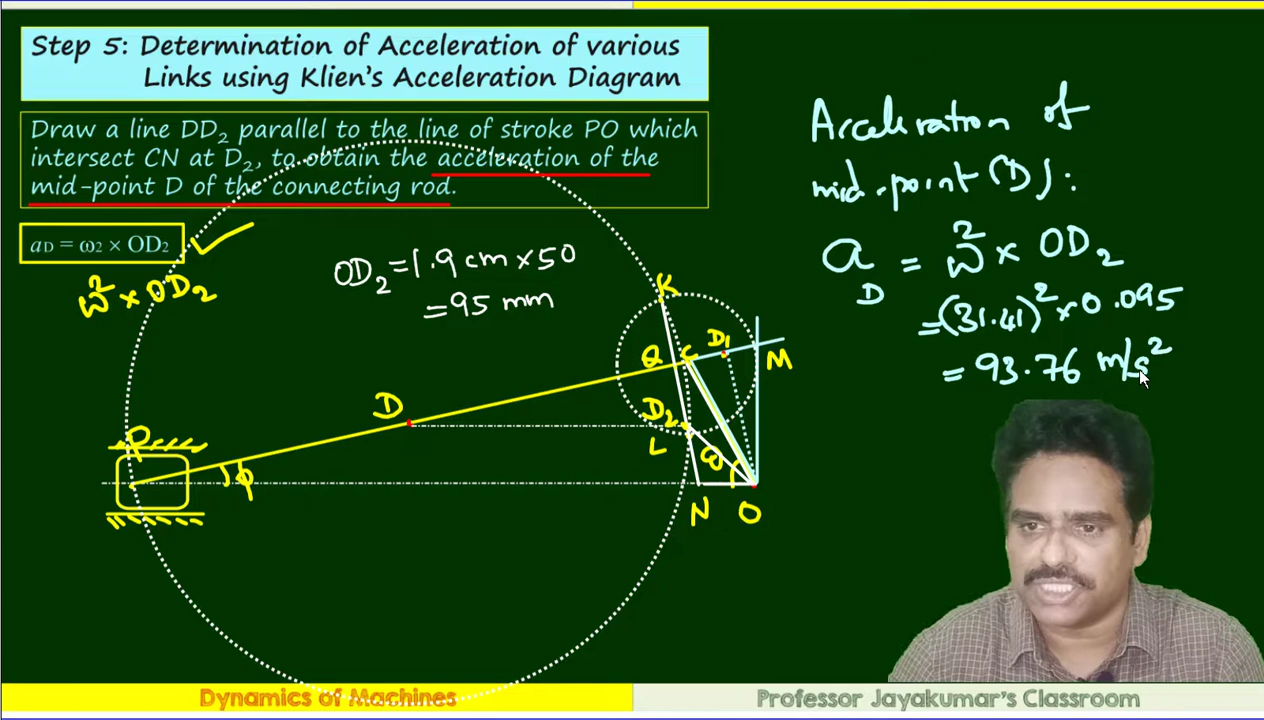 Step 5: Determination of Acceleration of various
Links using Klien's Acceleration Diagram
Draw a line DD₂ parallel to the line of stroke PO which
intersect CN at D₂, to obtain the acceleration of the
mid-point D of the connecting rod.
aD = ω2 × OD2
ω² × OD₂
OD₂ = 1.9 cm × 50
= 95 mm
Acceleration of
mid-point (D):
a_D = ω² × OD₂
= (31.41)² × 0.095
= 93.76 m/s²
K
Q C D₁ M
D
D₂
L
P
ϕ
N O
Dynamics of Machines
Professor Jayakumar's Classroom